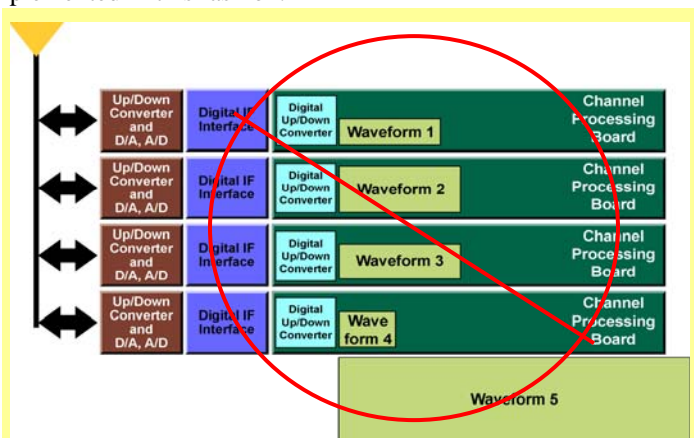 Up/Down
Converter
and
D/A, A/D
Digital IF
Interface
Digital
Up/Down
Converter
Waveform 1
Channel
Processing
Board
Up/Down
Converter
and
D/A, A/D
Digital IF
Interface
Digital
Up/Down
Converter
Waveform 2
Channel
Processing
Board
Up/Down
Converter
and
D/A, A/D
Digital IF
Interface
Digital
Up/Down
Converter
Waveform 3
Channel
Processing
Board
Up/Down
Converter
and
D/A, A/D
Digital IF
Interface
Digital
Up/Down
Converter
Wave
form 4
Channel
Processing
Board
Waveform 5